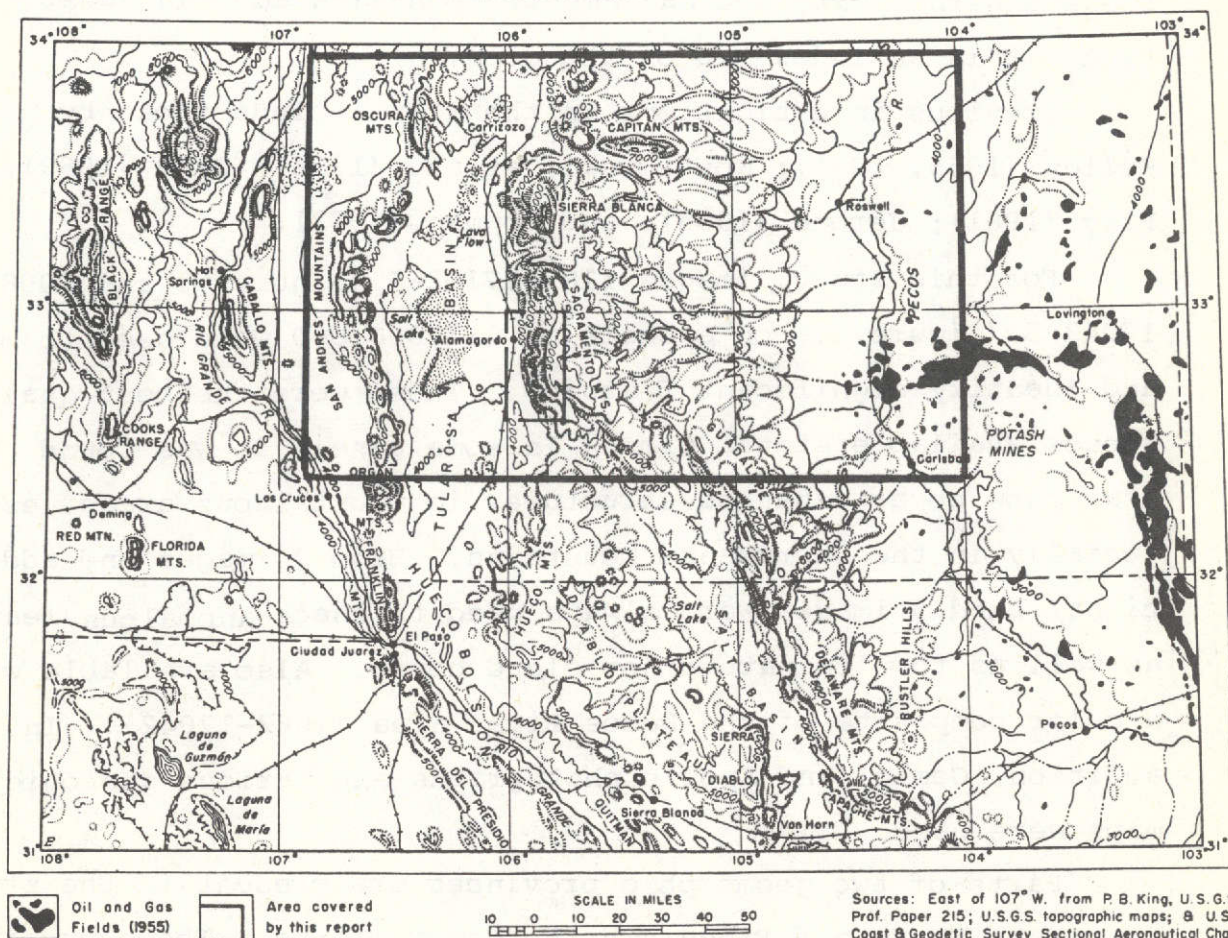 34° 108° 107° 106° 105° 104° 103° 34°
OSCURA MTS.
Carrizozo
CAPITAN MTS.
7000
SIERRA BLANCA
Roswell
BLACK RANGE
Hot Springs
CABALLO MTS.
RIO GRANDE R.
SAN ANDRES MOUNTAINS
Lava
Salt Lake
TULAROSA BASIN
Alamogordo
SACRAMENTO MTS.
PECOS R.
Lovington
33° 33°
COOKS RANGE
ORGAN MTS.
Las Cruces
Deming
RED MTN.
FLORIDA MTS.
FRANKLIN MTS.
Carlsbad
POTASH MINES
32° 32°
HUECO BOLSON
HUECO MTS.
DIABLO PLATEAU
Salt Lake
SALT BASIN
DELAWARE MTS.
RUSTLER HILLS
El Paso
Ciudad Juarez
Laguna de Guzmán
Laguna de María
SIERRA DEL PRESIDIO
RIO GRANDE
QUITMAN
Sierra Blanca
SIERRA DIABLO
Van Horn
APACHE MTS.
Pecos
31° 108° 107° 106° 105° 104° 103° 31°
Oil and Gas Fields (1955)
Area covered by this report
SCALE IN MILES
10 0 10 20 30 40 50
Sources: East of 107° W. from P. B. King, U.S.G.
Prof. Paper 215; U.S.G.S. topographic maps; & U.S.
Coast & Geodetic Survey Sectional Aeronautical Cha